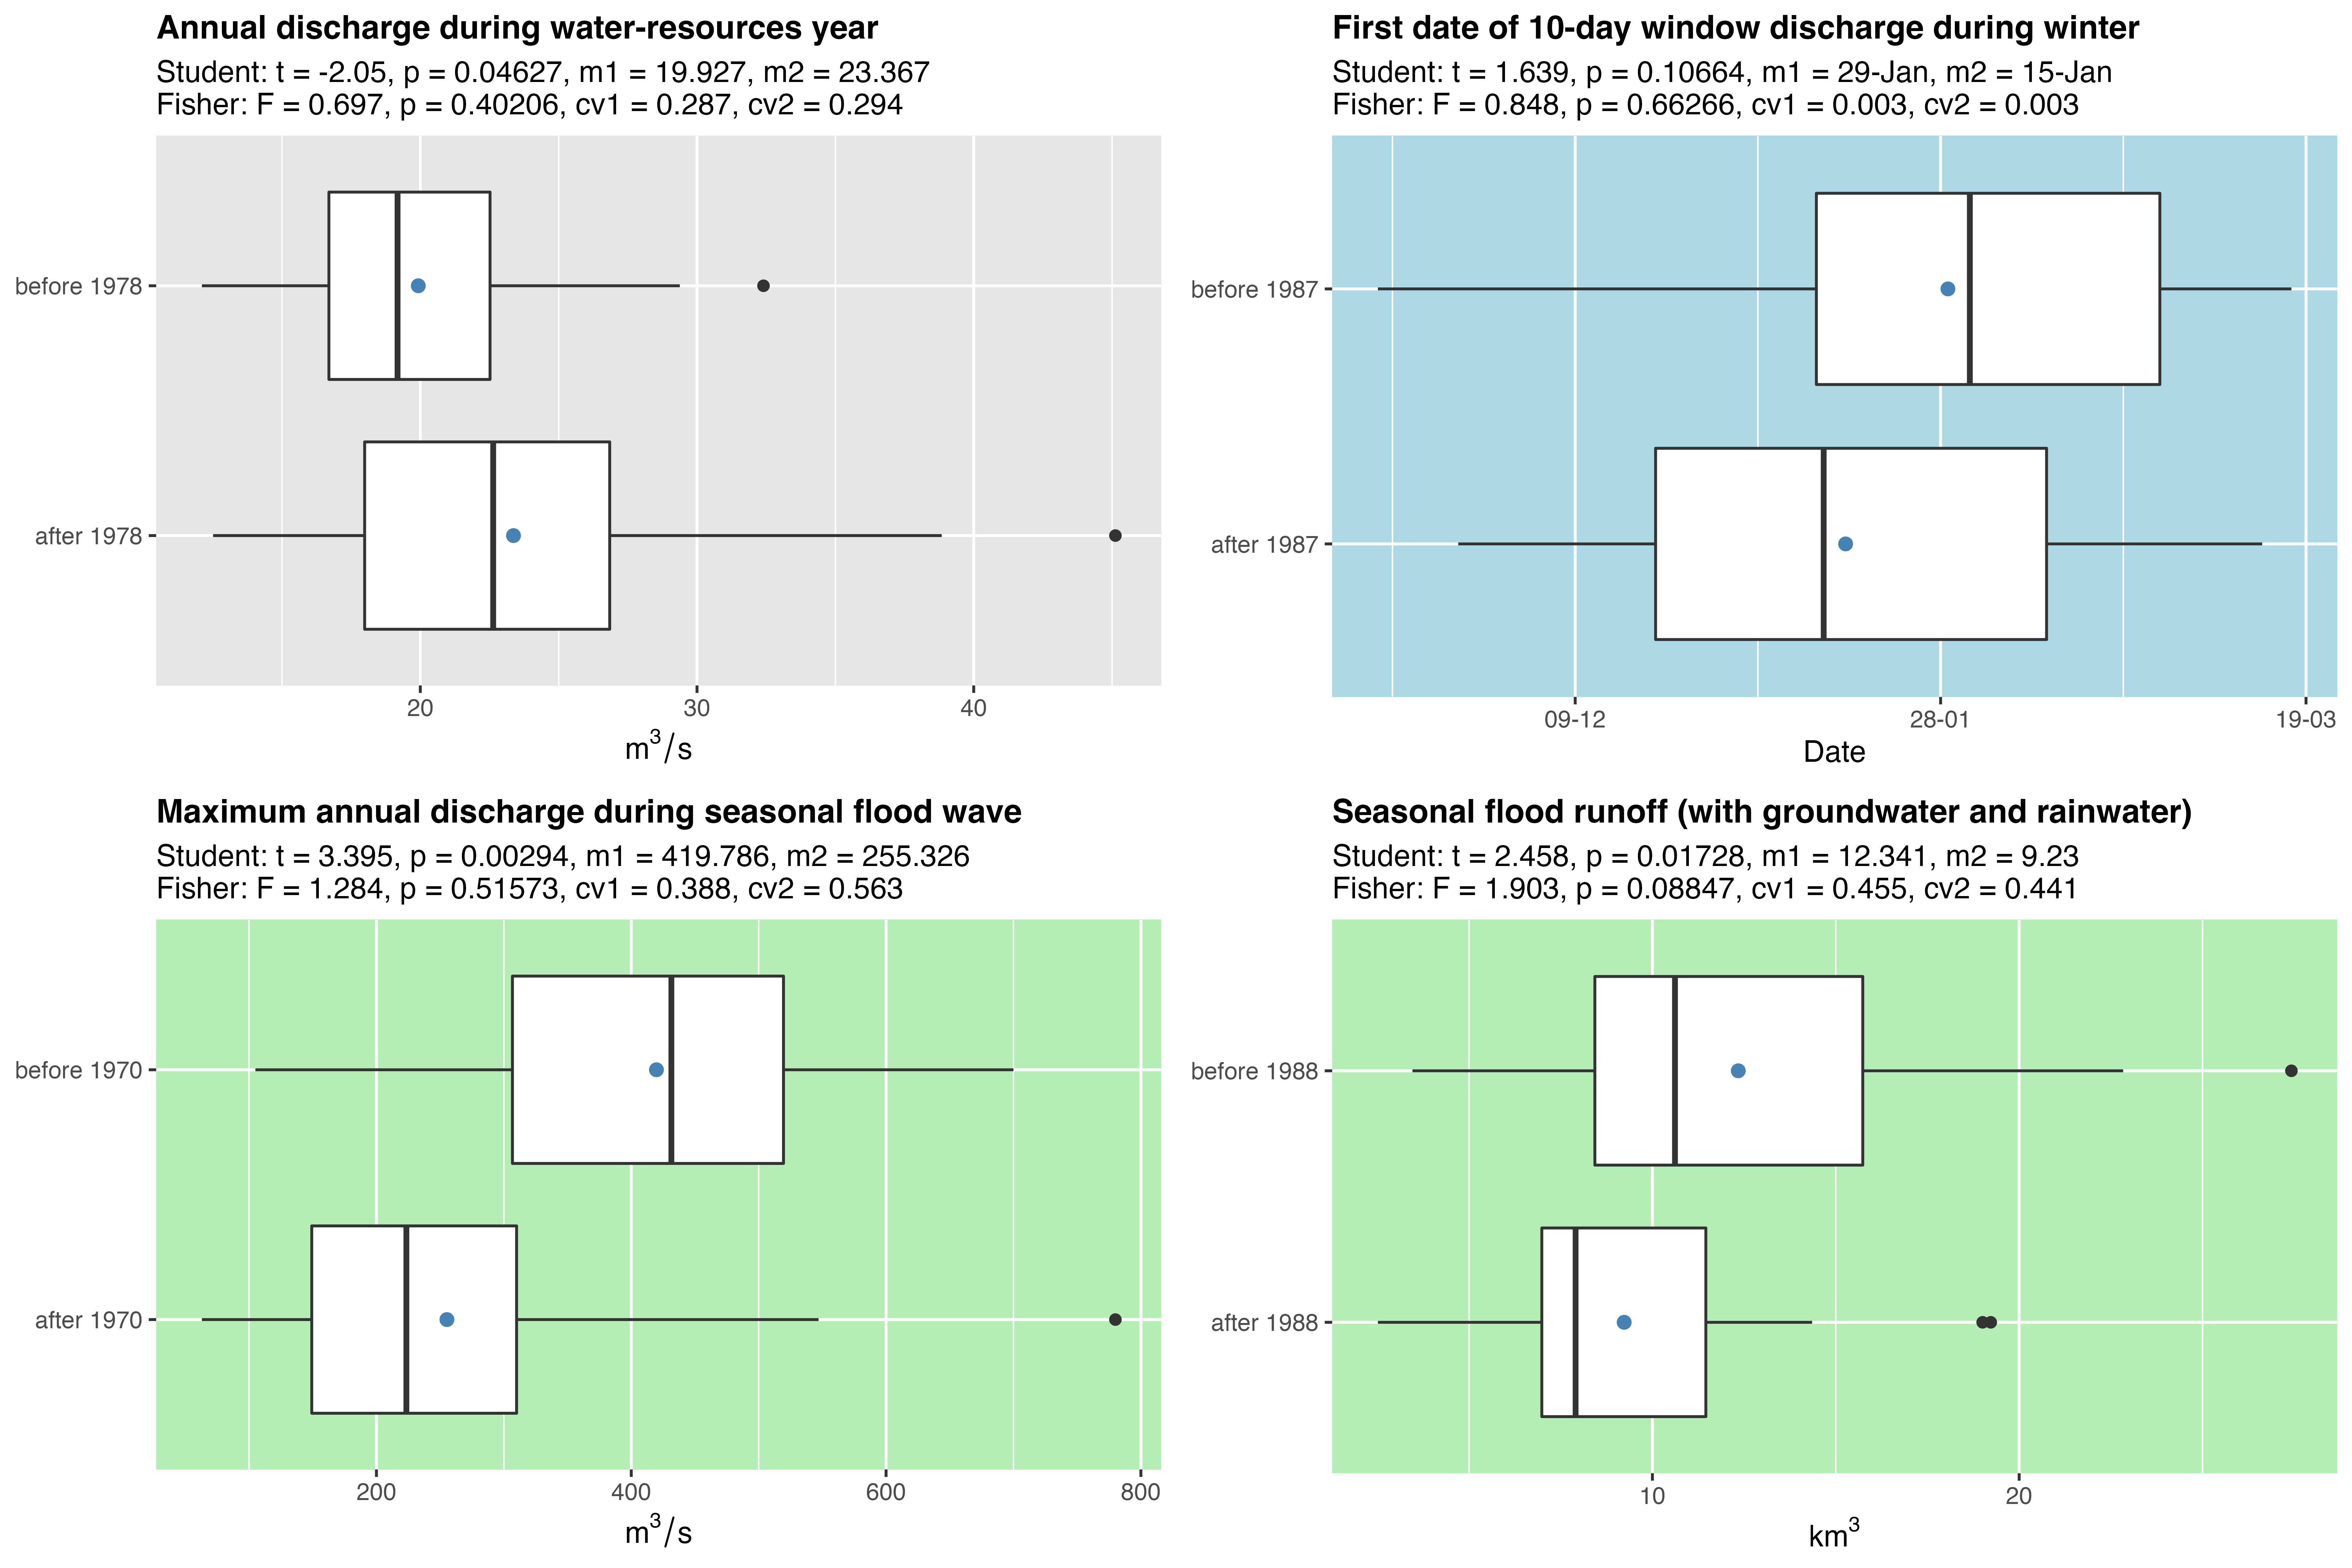 Annual discharge during water-resources year
Student: t = -2.05, p = 0.04627, m1 = 19.927, m2 = 23.367
Fisher: F = 0.697, p = 0.40206, cv1 = 0.287, cv2 = 0.294
before 1978
after 1978
20 30 40
m³/s
First date of 10-day window discharge during winter
Student: t = 1.639, p = 0.10664, m1 = 29-Jan, m2 = 15-Jan
Fisher: F = 0.848, p = 0.66266, cv1 = 0.003, cv2 = 0.003
before 1987
after 1987
09-12 28-01 19-03
Date
Maximum annual discharge during seasonal flood wave
Student: t = 3.395, p = 0.00294, m1 = 419.786, m2 = 255.326
Fisher: F = 1.284, p = 0.51573, cv1 = 0.388, cv2 = 0.563
before 1970
after 1970
200 400 600 800
m³/s
Seasonal flood runoff (with groundwater and rainwater)
Student: t = 2.458, p = 0.01728, m1 = 12.341, m2 = 9.23
Fisher: F = 1.903, p = 0.08847, cv1 = 0.455, cv2 = 0.441
before 1988
after 1988
10 20
km³